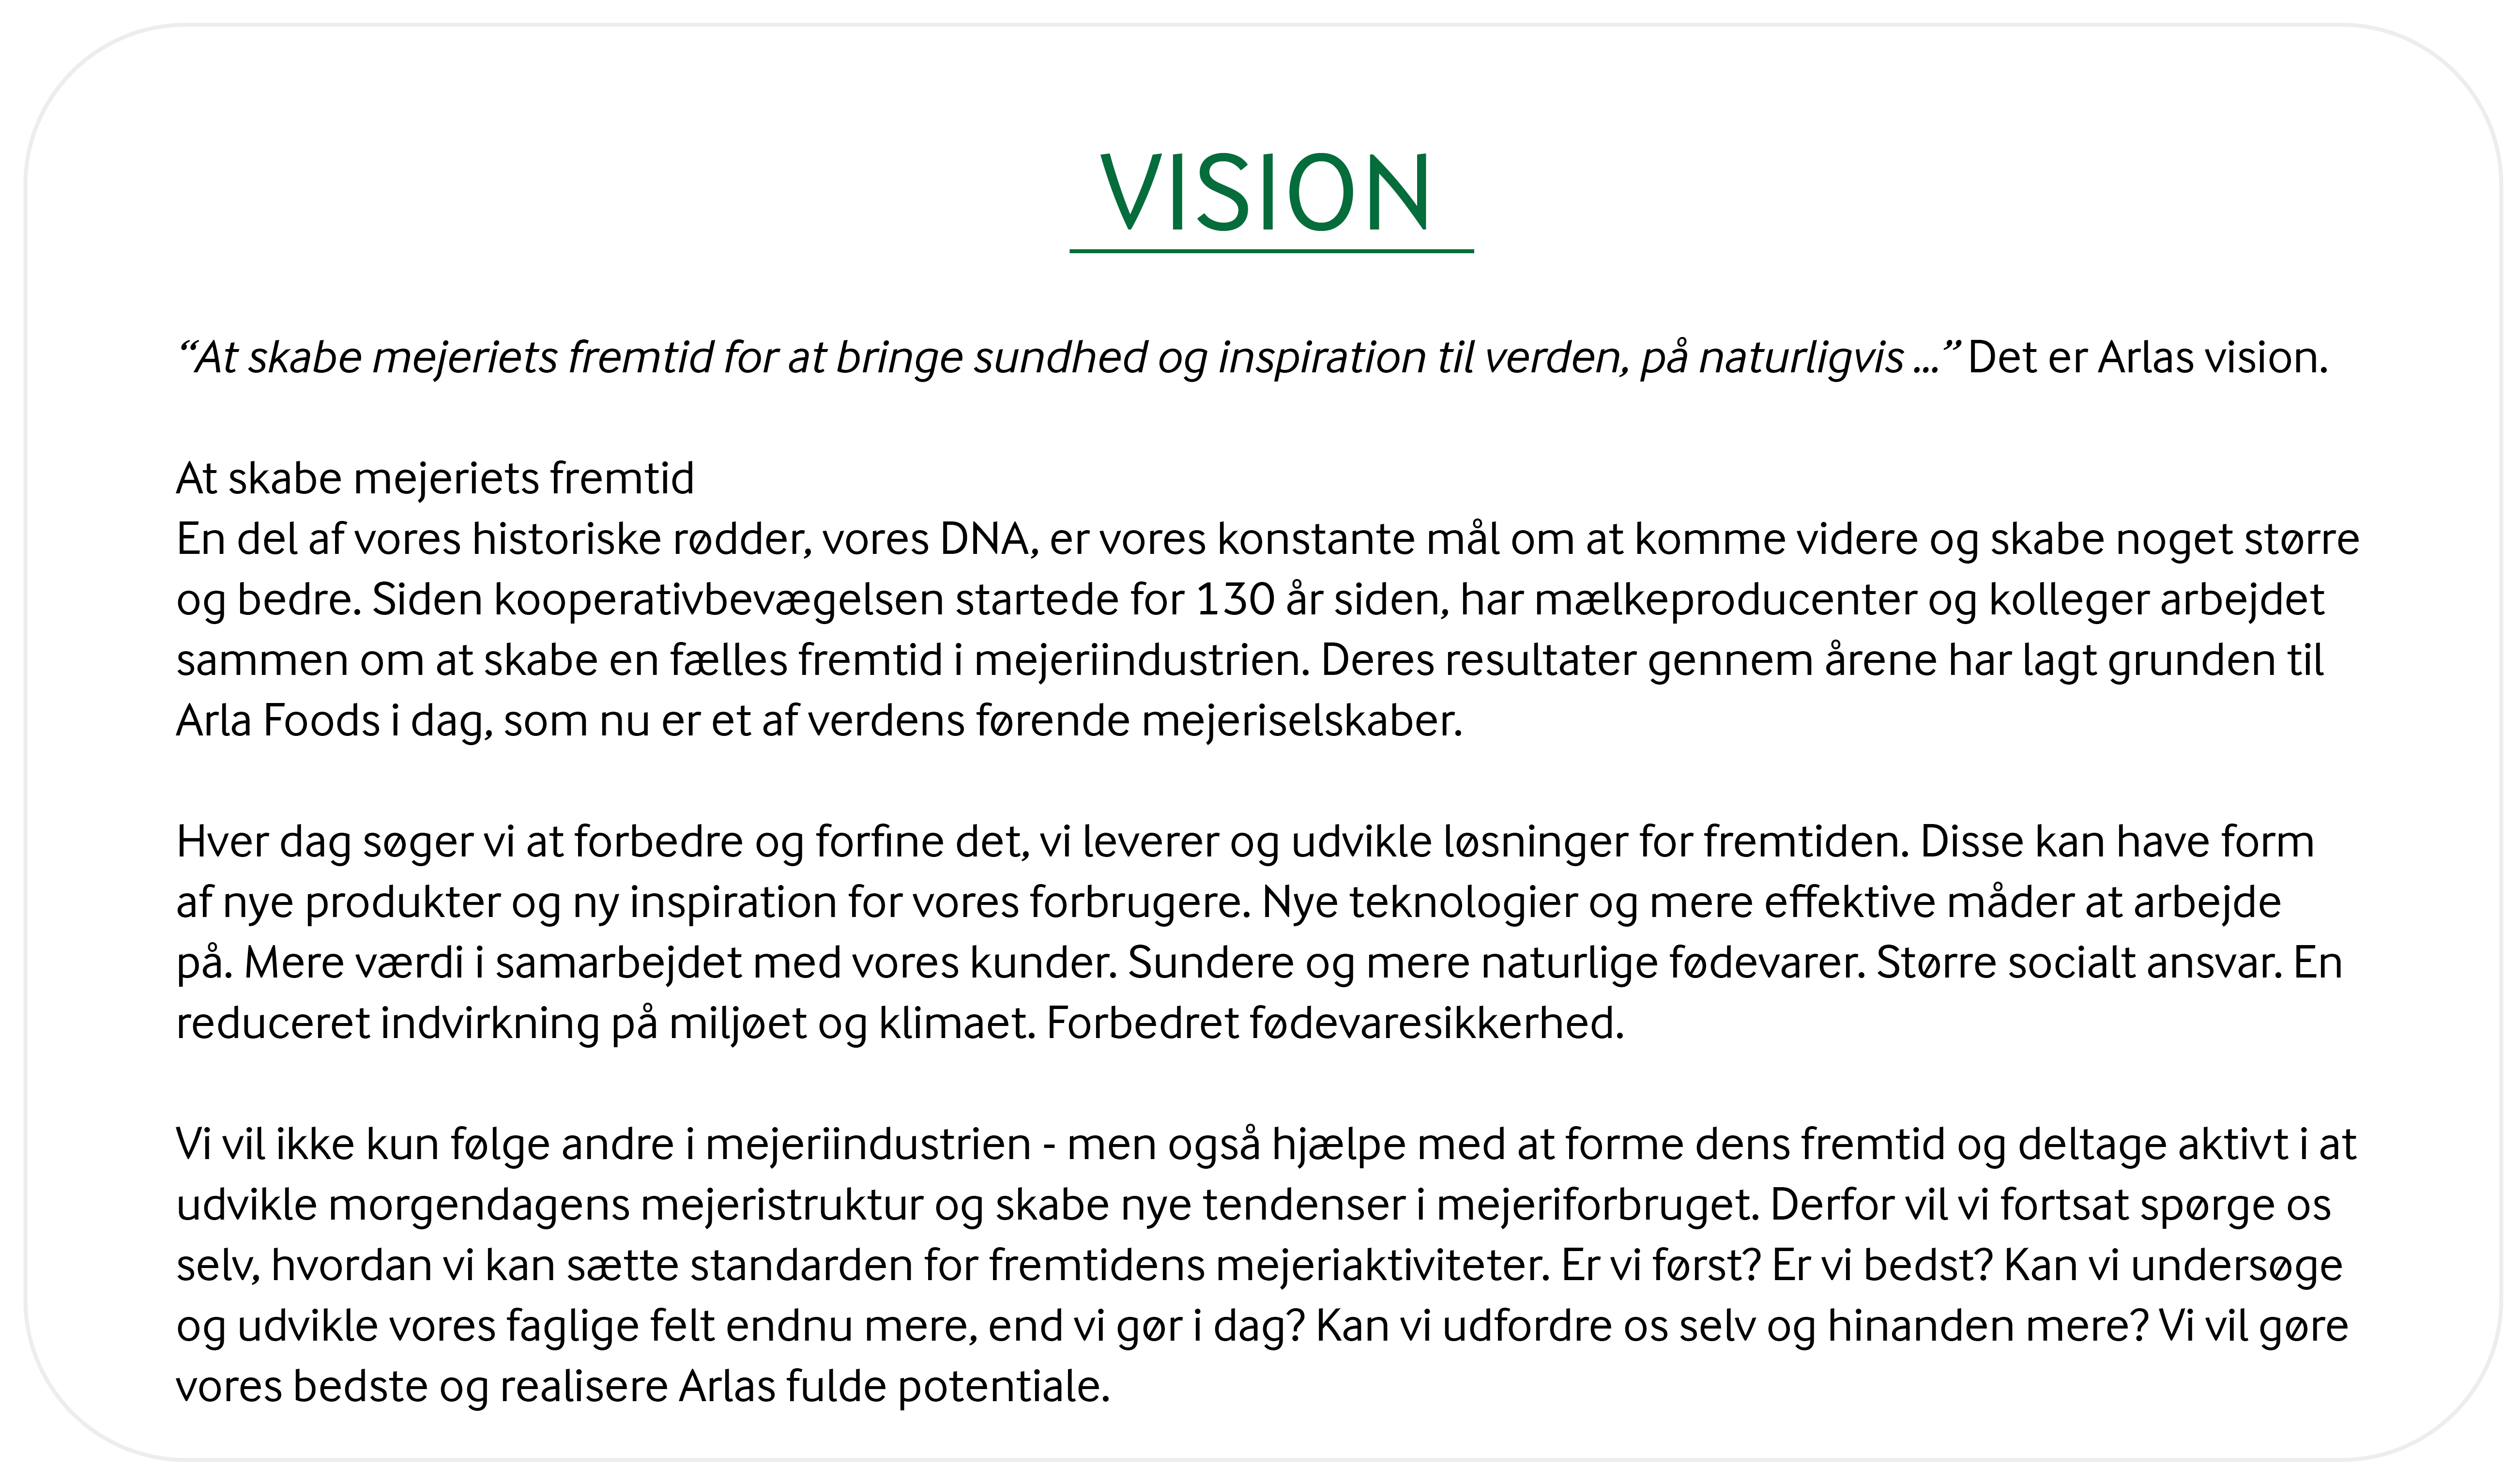 VISION
“At skabe mejeriets fremtid for at bringe sundhed og inspiration til verden, på naturligvis ...” Det er Arlas vision.
At skabe mejeriets fremtid
En del af vores historiske rødder, vores DNA, er vores konstante mål om at komme videre og skabe noget større
og bedre. Siden kooperativbevægelsen startede for 130 år siden, har mælkeproducenter og kolleger arbejdet
sammen om at skabe en fælles fremtid i mejeriindustrien. Deres resultater gennem årene har lagt grunden til
Arla Foods i dag, som nu er et af verdens førende mejeriselskaber.
Hver dag søger vi at forbedre og forfine det, vi leverer og udvikle løsninger for fremtiden. Disse kan have form
af nye produkter og ny inspiration for vores forbrugere. Nye teknologier og mere effektive måder at arbejde
på. Mere værdi i samarbejdet med vores kunder. Sundere og mere naturlige fødevarer. Større socialt ansvar. En
reduceret indvirkning på miljøet og klimaet. Forbedret fødevaresikkerhed.
Vi vil ikke kun følge andre i mejeriindustrien - men også hjælpe med at forme dens fremtid og deltage aktivt i at
udvikle morgendagens mejeristruktur og skabe nye tendenser i mejeriforbruget. Derfor vil vi fortsat spørge os
selv, hvordan vi kan sætte standarden for fremtidens mejeriaktiviteter. Er vi først? Er vi bedst? Kan vi undersøge
og udvikle vores faglige felt endnu mere, end vi gør i dag? Kan vi udfordre os selv og hinanden mere? Vi vil gøre
vores bedste og realisere Arlas fulde potentiale.